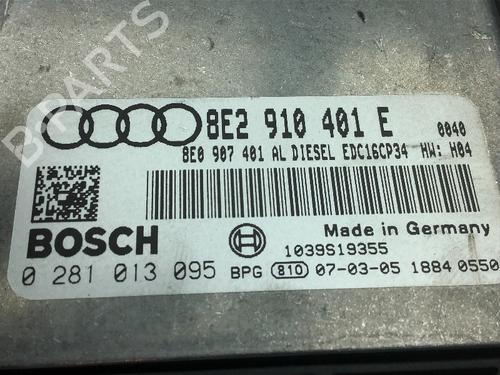 B-PARTS
8E2 910 401 E 0040
8E0 907 401 AL DIESEL EDC16CP34 HW: H04
BOSCH
Made in Germany
1039S19355
0 281 013 095 BPG 810 07-03-05 1884 0550